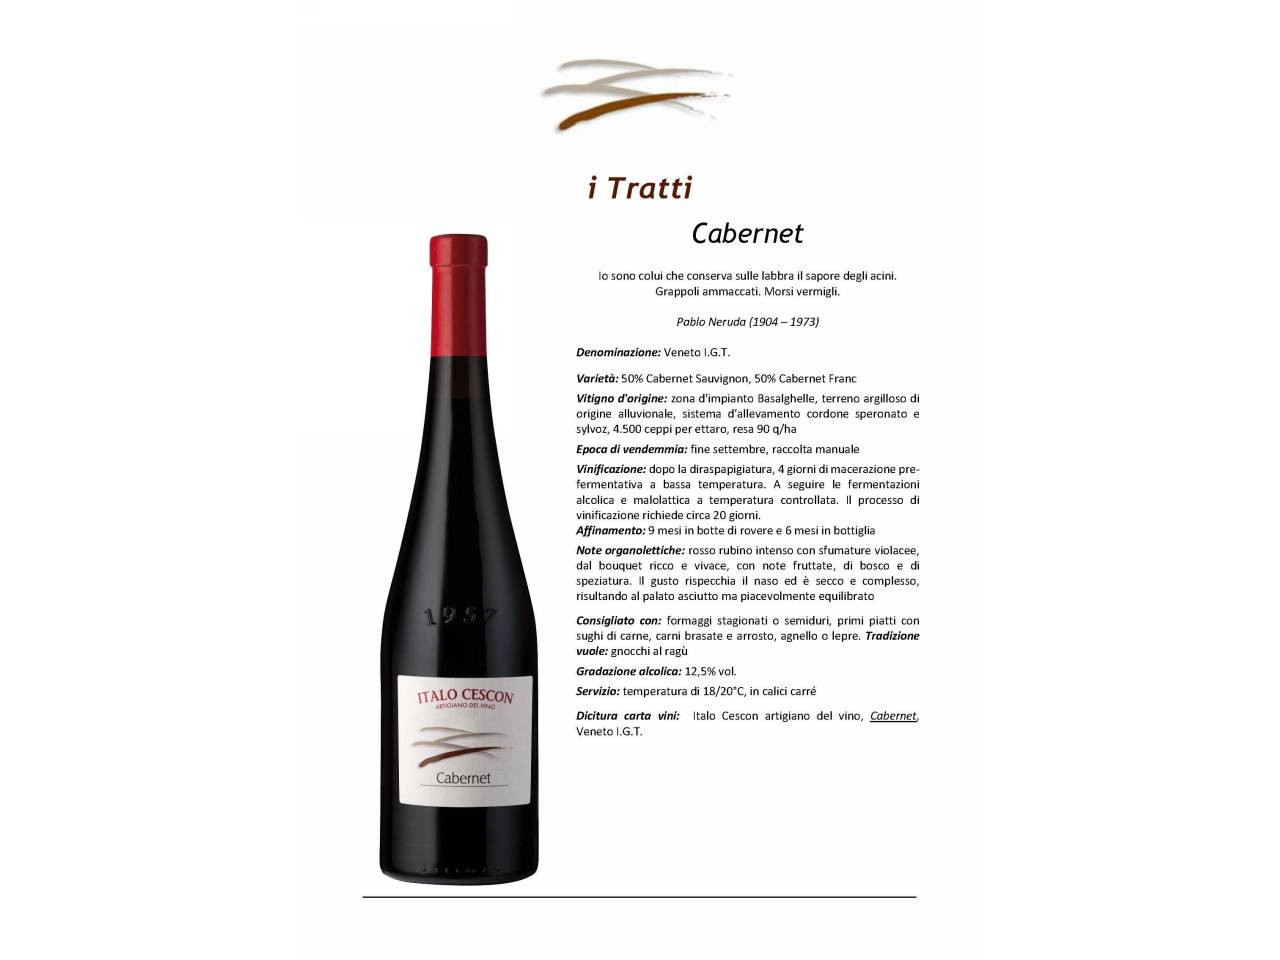 i Tratti
Cabernet
Io sono colui che conserva sulle labbra il sapore degli acini.
Grappoli ammaccati. Morsi vermigli.
Pablo Neruda (1904 – 1973)
Denominazione: Veneto I.G.T.
Varietà: 50% Cabernet Sauvignon, 50% Cabernet Franc
Vitigno d'origine: zona d'impianto Basalghelle, terreno argilloso di
origine alluvionale, sistema d'allevamento cordone speronato e
sylvoz, 4.500 ceppi per ettaro, resa 90 q/ha
Epoca di vendemmia: fine settembre, raccolta manuale
Vinificazione: dopo la diraspapigiatura, 4 giorni di macerazione pre-
fermentativa a bassa temperatura. A seguire le fermentazioni
alcolica e malolattica a temperatura controllata. Il processo di
vinificazione richiede circa 20 giorni.
Affinamento: 9 mesi in botte di rovere e 6 mesi in bottiglia
Note organolettiche: rosso rubino intenso con sfumature violacee,
dal bouquet ricco e vivace, con note fruttate, di bosco e di
speziatura. Il gusto rispecchia il naso ed è secco e complesso,
risultando al palato asciutto ma piacevolmente equilibrato
Consigliato con: formaggi stagionati o semiduri, primi piatti con
sughi di carne, carni brasate e arrosto, agnello o lepre. Tradizione
vuole: gnocchi al ragù
Gradazione alcolica: 12,5% vol.
Servizio: temperatura di 18/20°C, in calici carré
Dicitura carta vini: Italo Cescon artigiano del vino, Cabernet,
Veneto I.G.T.
1957
ITALO CESCON
ARTIGIANO DEL VINO
Cabernet